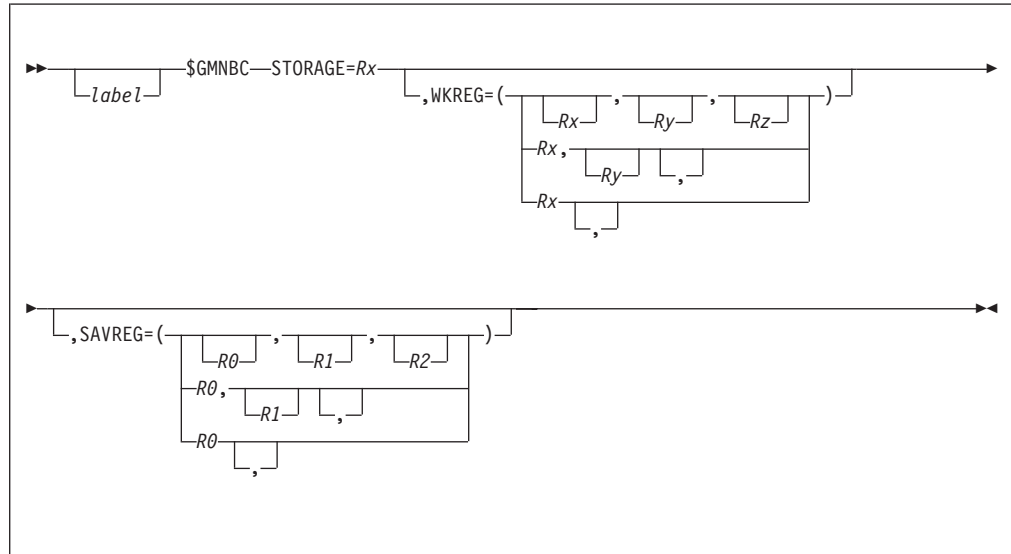 $GMNBC STORAGE=Rx
label
,WKREG=( , , )
Rx Ry Rz
Rx,
Ry ,
Rx
,
,SAVREG=( , , )
R0 R1 R2
R0,
R1 ,
R0
,